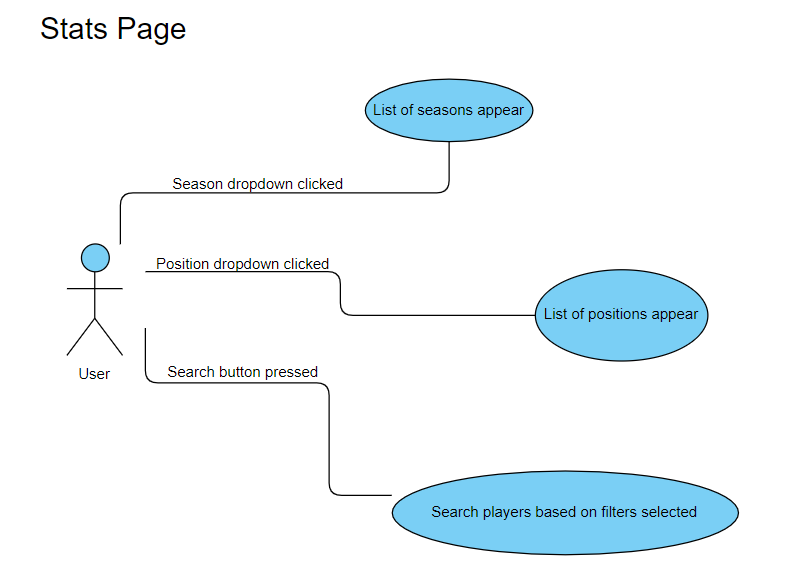 Stats Page
List of seasons appear
Season dropdown clicked
Position dropdown clicked
List of positions appear
Search button pressed
User
Search players based on filters selected